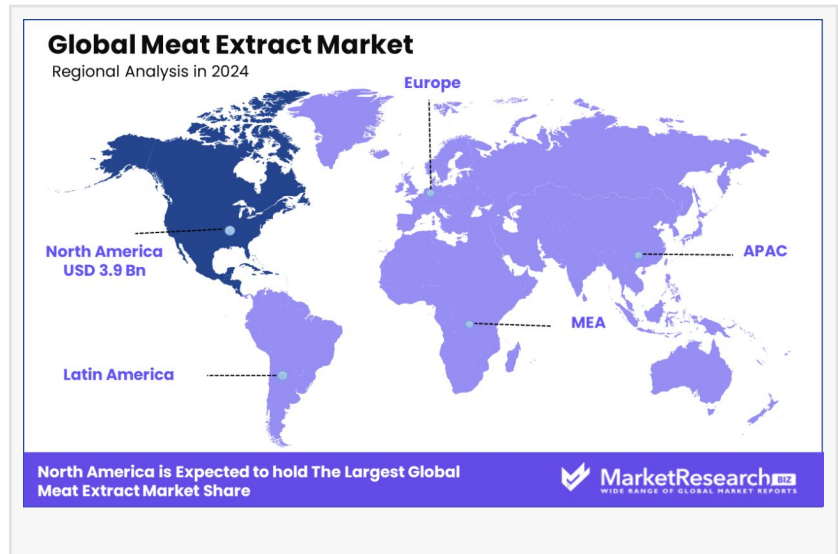 Global Meat Extract Market
Regional Analysis in 2024
Europe
North America
USD 3.9 Bn
APAC
MEA
Latin America
North America is Expected to hold The Largest Global
Meat Extract Market Share
MarketResearch BIZ
WIDE RANGE OF GLOBAL MARKET REPORTS